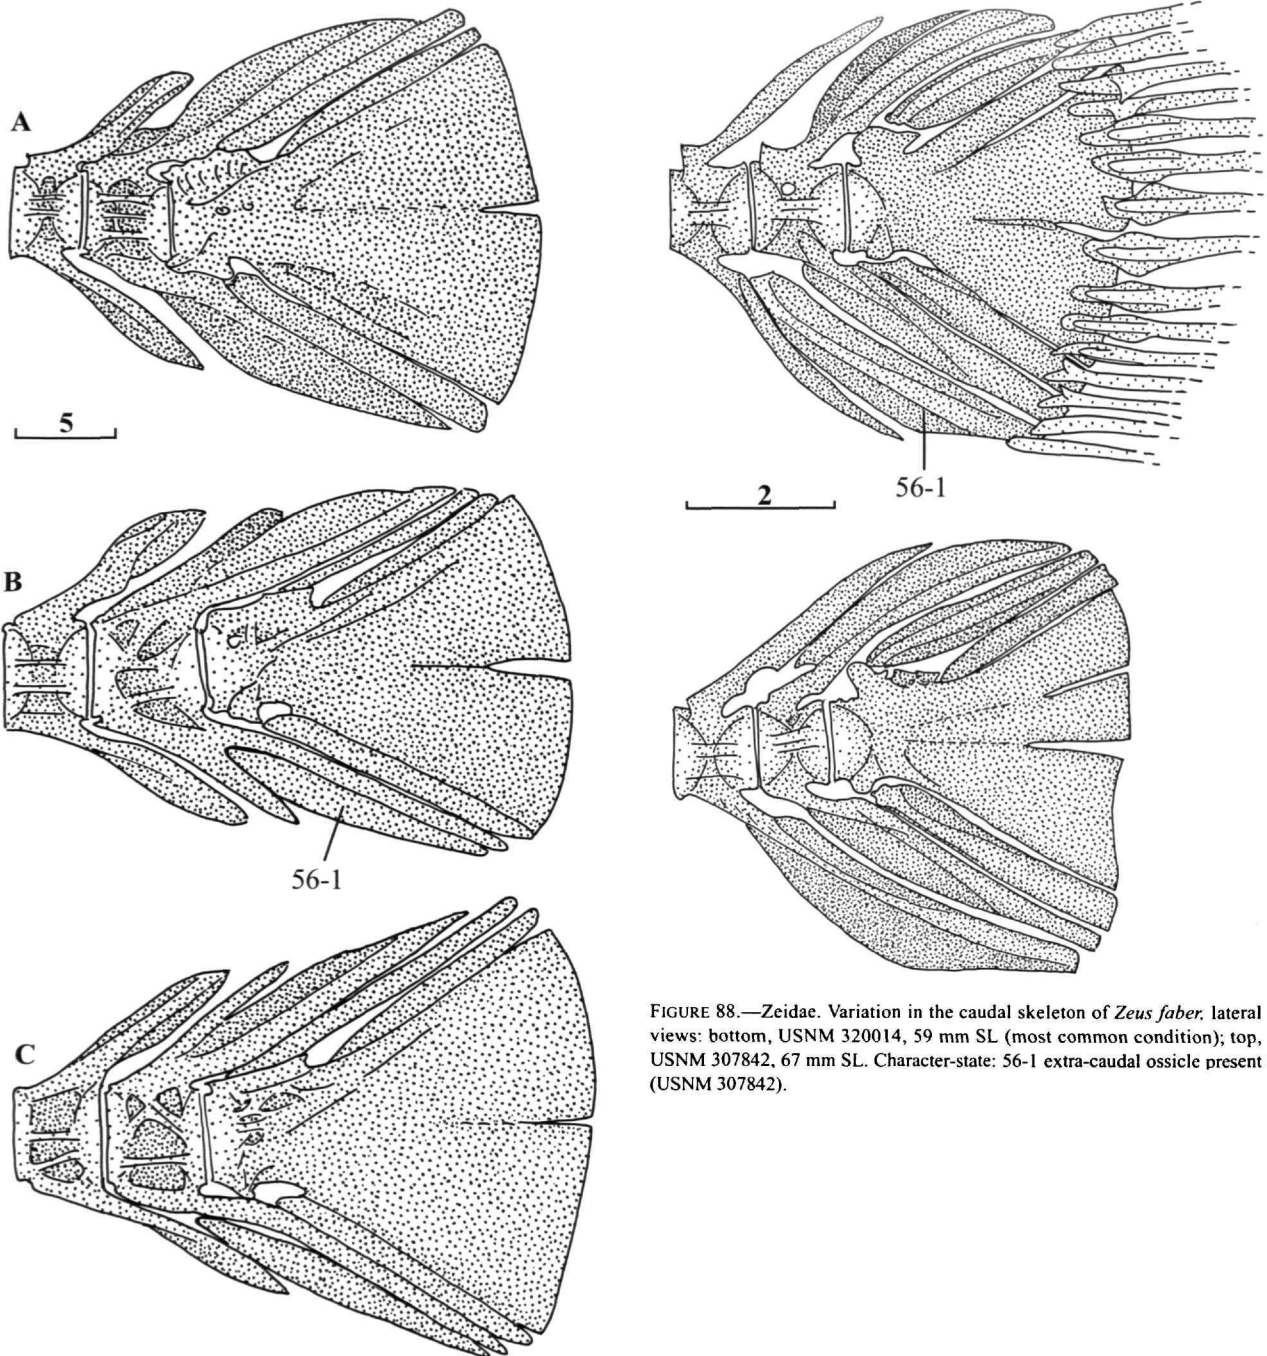 A
5
B
56-1
C
56-1
2
FIGURE 88.—Zeidae. Variation in the caudal skeleton of Zeus faber, lateral
views: bottom, USNM 320014, 59 mm SL (most common condition); top,
USNM 307842, 67 mm SL. Character-state: 56-1 extra-caudal ossicle present
(USNM 307842).